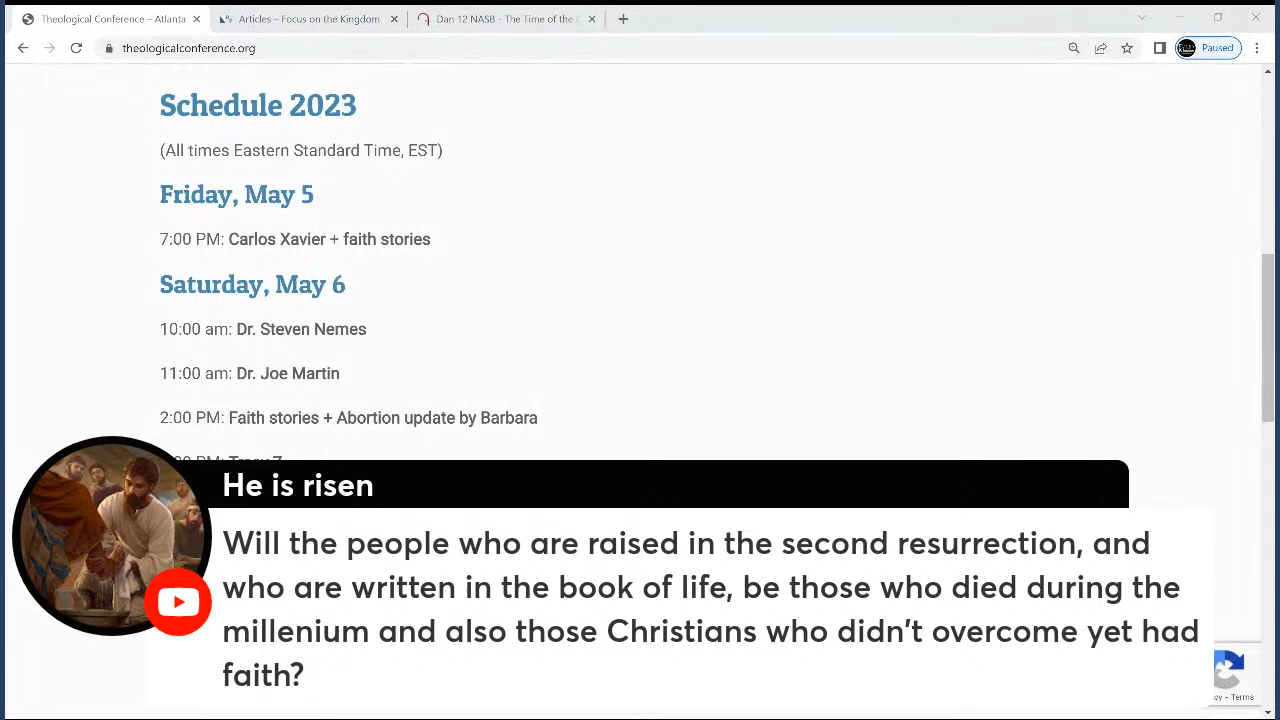 Theological Conference – Atlanta
Articles – Focus on the Kingdom
Dan 12 NASB - The Time of the
theologicalconference.org
Paused
Schedule 2023
(All times Eastern Standard Time, EST)
Friday, May 5
7:00 PM: Carlos Xavier + faith stories
Saturday, May 6
10:00 am: Dr. Steven Nemes
11:00 am: Dr. Joe Martin
2:00 PM: Faith stories + Abortion update by Barbara
He is risen
Will the people who are raised in the second resurrection, and
who are written in the book of life, be those who died during the
millenium and also those Christians who didn't overcome yet had
faith?
- Terms